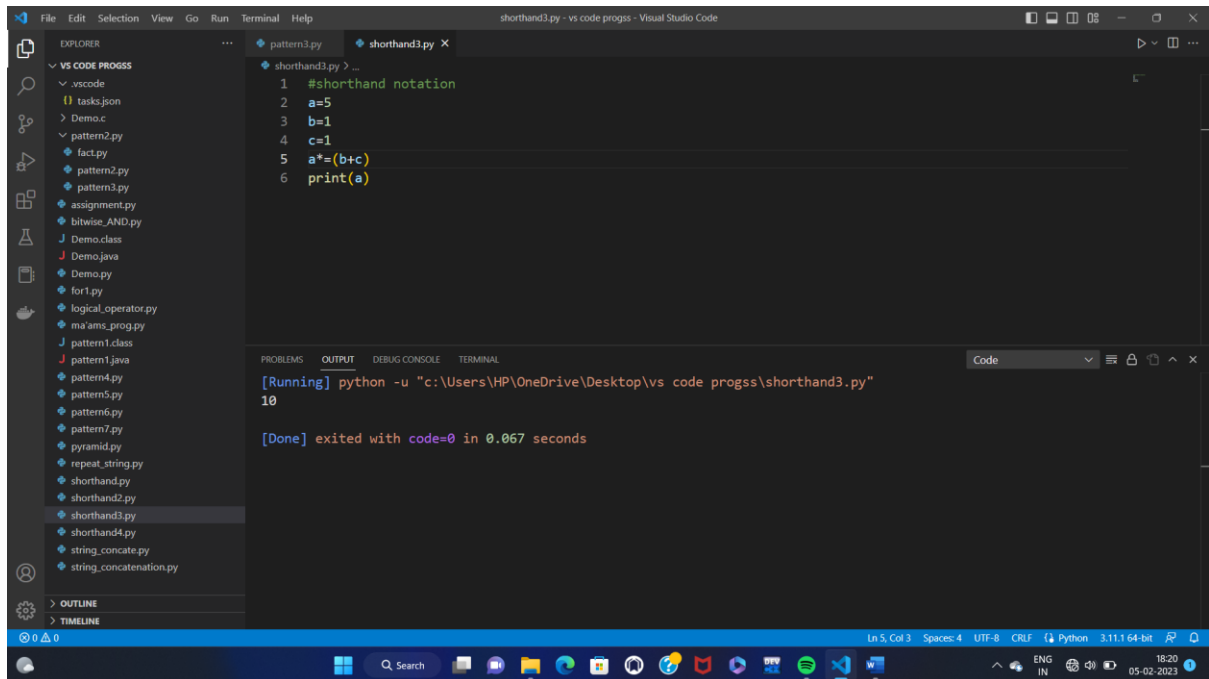 File Edit Selection View Go Run Terminal Help
shorthand3.py - vs code progss - Visual Studio Code
EXPLORER
VS CODE PROGSS
.vscode
{} tasks.json
Demo.c
pattern2.py
fact.py
pattern2.py
pattern3.py
assignment.py
bitwise_AND.py
J Demo.class
J Demo.java
Demo.py
for1.py
logical_operator.py
ma'ams_prog.py
J pattern1.class
J pattern1.java
pattern4.py
pattern5.py
pattern6.py
pattern7.py
pyramid.py
repeat_string.py
shorthand.py
shorthand2.py
shorthand3.py
shorthand4.py
string_concate.py
string_concatenation.py
OUTLINE
TIMELINE
pattern3.py shorthand3.py
shorthand3.py > ...
1 #shorthand notation
2 a=5
3 b=1
4 c=1
5 a*=(b+c)
6 print(a)
PROBLEMS OUTPUT DEBUG CONSOLE TERMINAL
Code
[Running] python -u "c:\Users\HP\OneDrive\Desktop\vs code progss\shorthand3.py"
10
[Done] exited with code=0 in 0.067 seconds
0 0
Ln 5, Col 3 Spaces: 4 UTF-8 CRLF Python 3.11.1 64-bit
Search
ENG
IN
18:20
05-02-2023
1